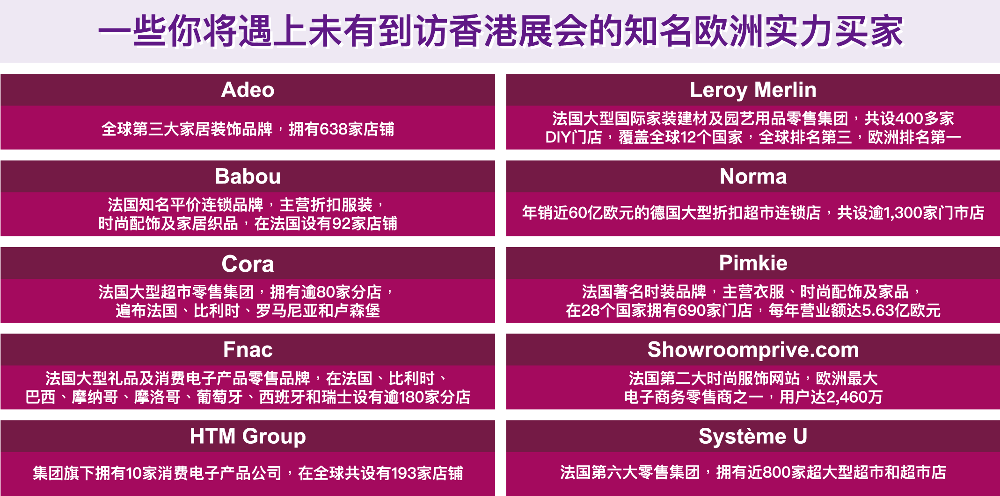 一些你将遇上未有到访香港展会的知名欧洲实力买家
Adeo
全球第三大家居装饰品牌，拥有638家店铺
Leroy Merlin
法国大型国际家装建材及园艺用品零售集团，共设400多家
DIY门店，覆盖全球12个国家，全球排名第三，欧洲排名第一
Babou
法国知名平价连锁品牌，主营折扣服装，
时尚配饰及家居织品，在法国设有92家店铺
Norma
年销近60亿欧元的德国大型折扣超市连锁店，共设逾1,300家门市店
Cora
法国大型超市零售集团，拥有逾80家分店，
遍布法国、比利时、罗马尼亚和卢森堡
Pimkie
法国著名时装品牌，主营衣服、时尚配饰及家品，
在28个国家拥有690家门店，每年营业额达5.63亿欧元
Fnac
法国大型礼品及消费电子产品零售品牌，在法国、比利时、
巴西、摩纳哥、摩洛哥、葡萄牙、西班牙和瑞士设有逾180家分店
Showroomprive.com
法国第二大时尚服饰网站，欧洲最大
电子商务零售商之一，用户达2,460万
HTM Group
集团旗下拥有10家消费电子产品公司，在全球共设有193家店铺
Système U
法国第六大零售集团，拥有近800家超大型超市和超市店